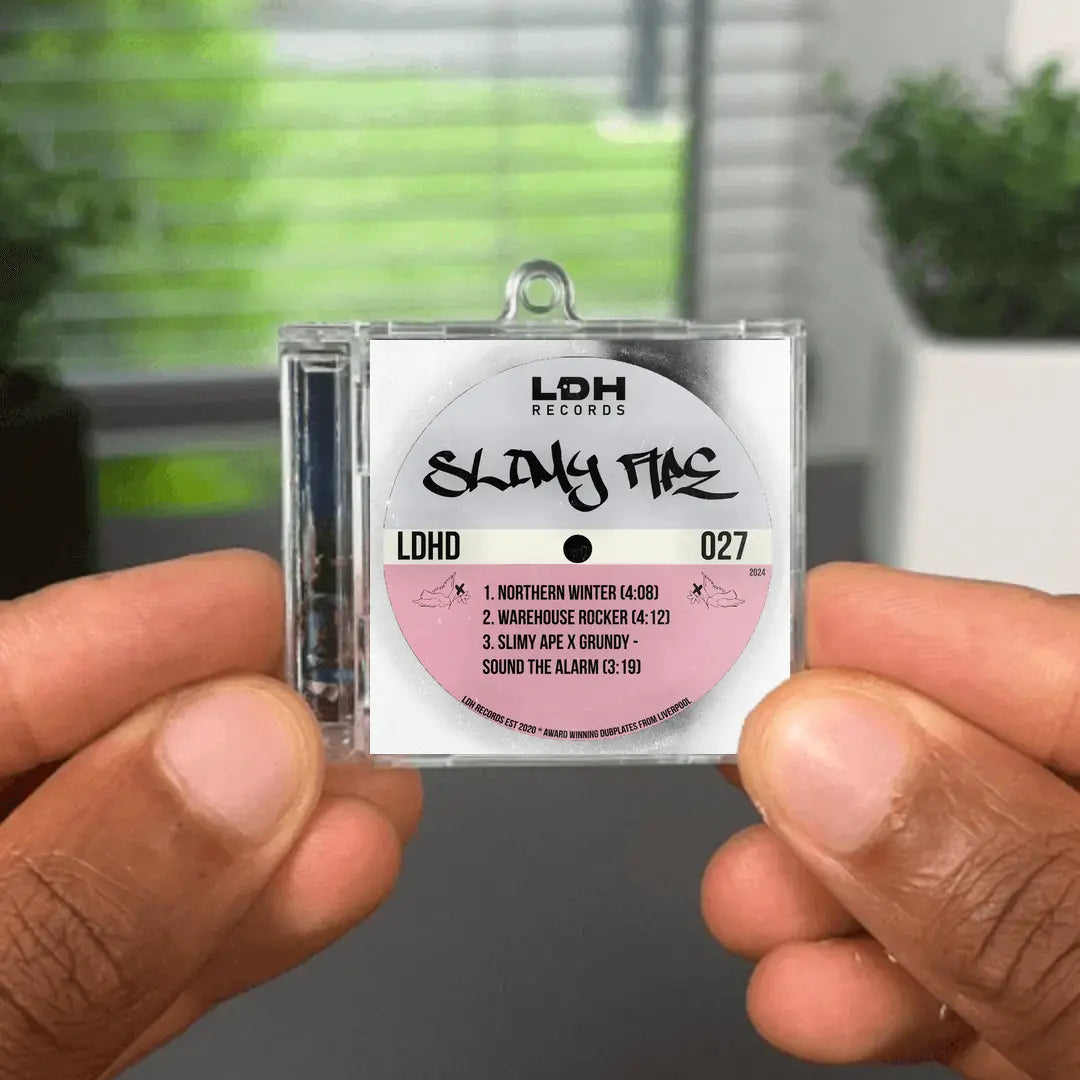 LDH
RECORDS
SLIMY APE
LDHD
027
2024
1. NORTHERN WINTER (4:08)
2. WAREHOUSE ROCKER (4:12)
3. SLIMY APE X GRUNDY -
SOUND THE ALARM (3:19)
LDH RECORDS EST 2020 * AWARD WINNING DUBPLATES FROM LIVERPOOL